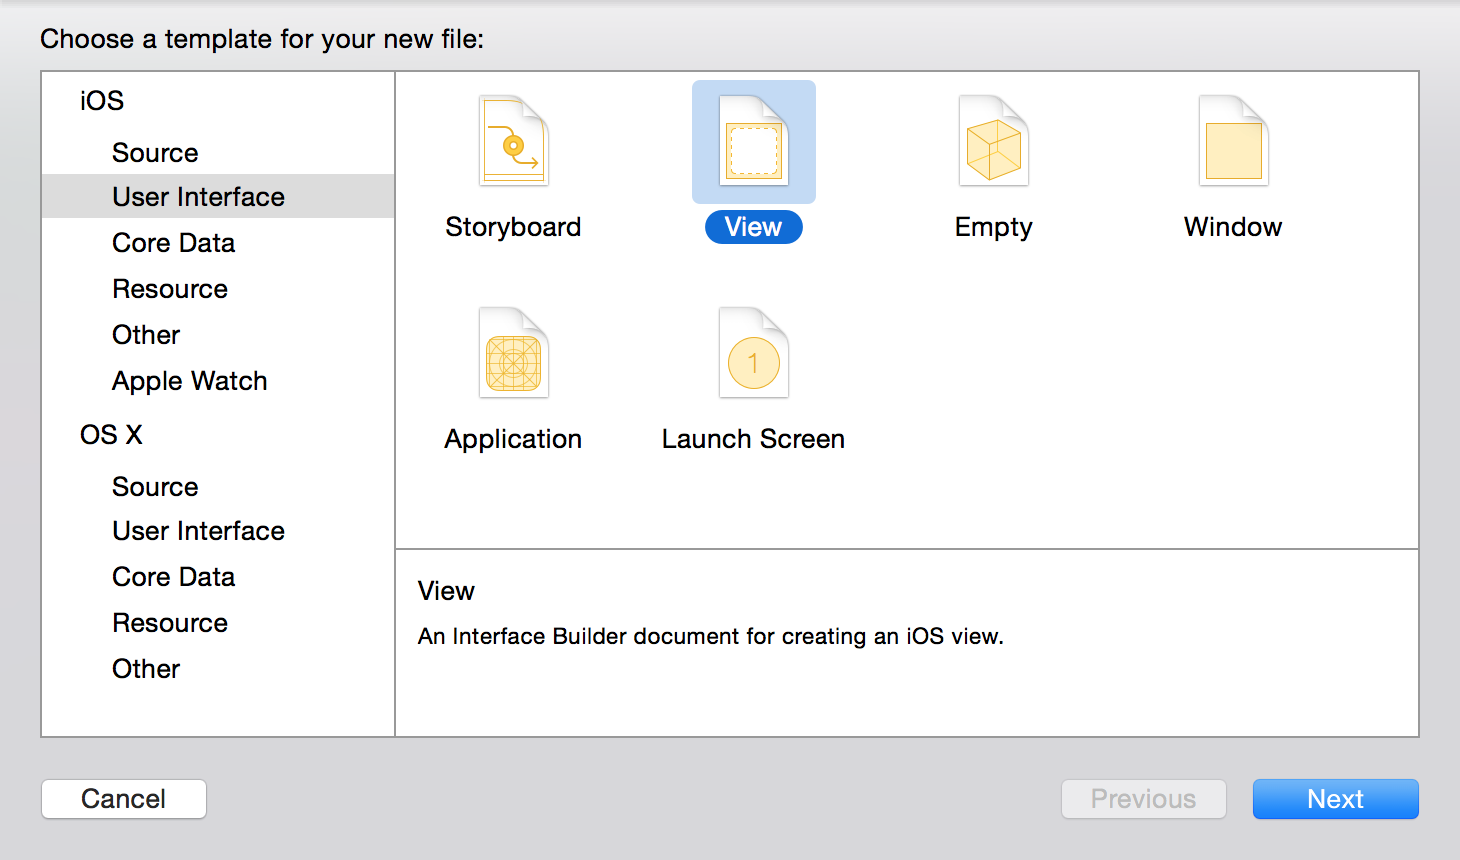 Choose a template for your new file:
iOS
Source
User Interface
Core Data
Resource
Other
Apple Watch
OS X
Source
User Interface
Core Data
Resource
Other
Storyboard
View
Empty
Window
1
Application
Launch Screen
View
An Interface Builder document for creating an iOS view.
Cancel
Previous
Next